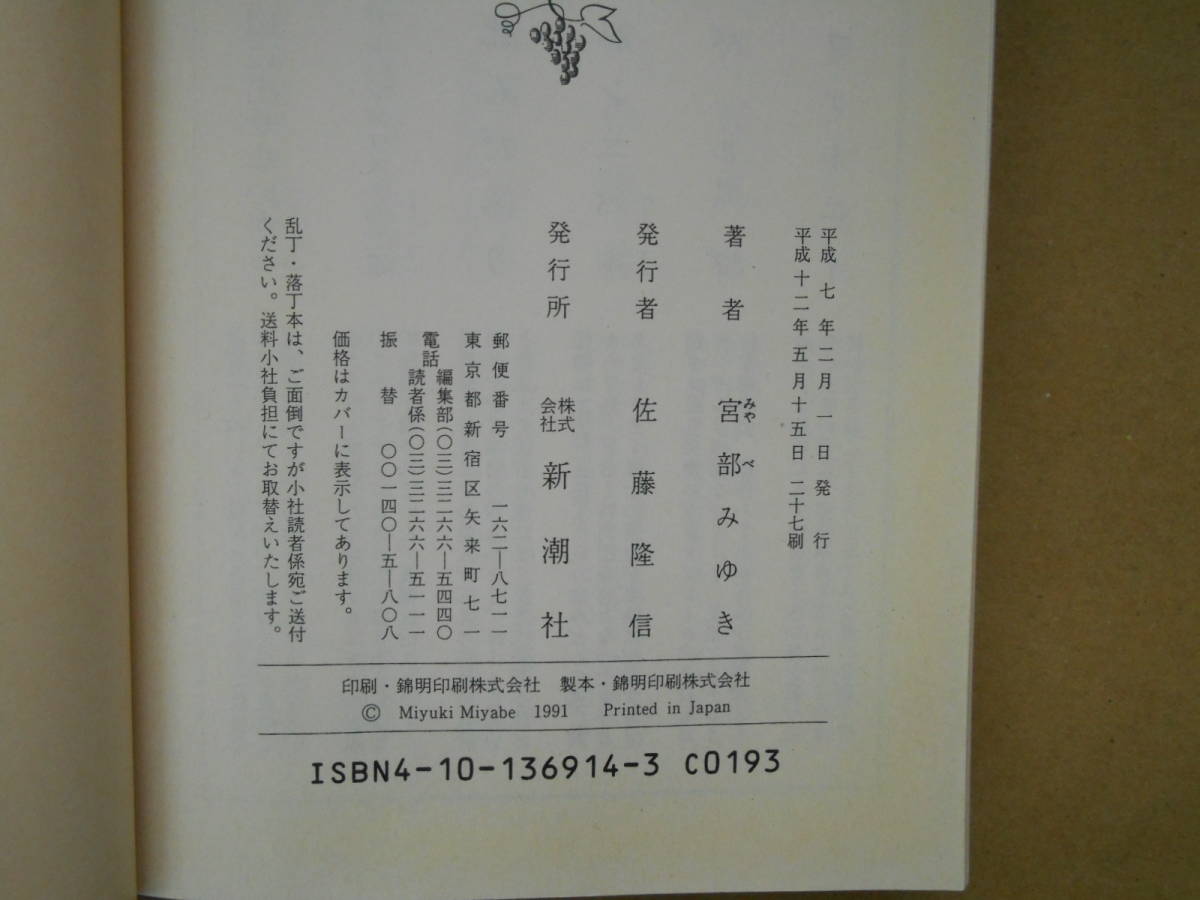 平成七年二月一日発行
平成十二年五月十五日二十七刷
著者 宮部みゆき
みやべ
発行者 佐藤隆信
発行所 株式会社 新潮社
郵便番号 一六二―八七一一
東京都新宿区矢来町七一
電話 編集部(〇三)三二六六―五四四〇
読者係(〇三)三二六六―五一一一
振替 〇〇一四〇―五―八〇八
価格はカバーに表示してあります。
乱丁・落丁本は、ご面倒ですが小社読者係宛ご送付
ください。送料小社負担にてお取替えいたします。
印刷・錦明印刷株式会社 製本・錦明印刷株式会社
© Miyuki Miyabe 1991 Printed in Japan
ISBN4-10-136914-3 C0193